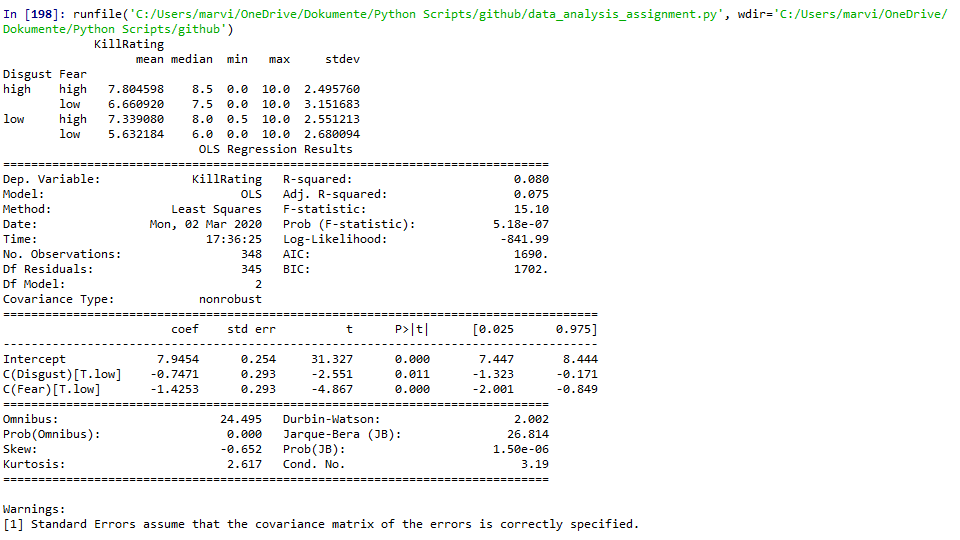 In [198]: runfile('C:/Users/marvi/OneDrive/Dokumente/Python Scripts/github/data_analysis_assignment.py', wdir='C:/Users/marvi/OneDrive/
Dokumente/Python Scripts/github')
             KillRating
                   mean median  min   max     stdev
Disgust Fear
high    high   7.804598    8.5  0.0  10.0  2.495760
        low    6.660920    7.5  0.0  10.0  3.151683
low     high   7.339080    8.0  0.5  10.0  2.551213
        low    5.632184    6.0  0.0  10.0  2.680094
                            OLS Regression Results
==============================================================================
Dep. Variable:             KillRating   R-squared:                       0.080
Model:                            OLS   Adj. R-squared:                  0.075
Method:                 Least Squares   F-statistic:                     15.10
Date:                Mon, 02 Mar 2020   Prob (F-statistic):           5.18e-07
Time:                        17:36:25   Log-Likelihood:                -841.99
No. Observations:                 348   AIC:                             1690.
Df Residuals:                     345   BIC:                             1702.
Df Model:                           2
Covariance Type:            nonrobust
=====================================================================================
                        coef    std err          t      P>|t|      [0.025      0.975]
-------------------------------------------------------------------------------------
Intercept             7.9454      0.254     31.327      0.000       7.447       8.444
C(Disgust)[T.low]    -0.7471      0.293     -2.551      0.011      -1.323      -0.171
C(Fear)[T.low]       -1.4253      0.293     -4.867      0.000      -2.001      -0.849
==============================================================================
Omnibus:                       24.495   Durbin-Watson:                   2.002
Prob(Omnibus):                  0.000   Jarque-Bera (JB):               26.814
Skew:                          -0.652   Prob(JB):                     1.50e-06
Kurtosis:                       2.617   Cond. No.                         3.19
==============================================================================
Warnings:
[1] Standard Errors assume that the covariance matrix of the errors is correctly specified.